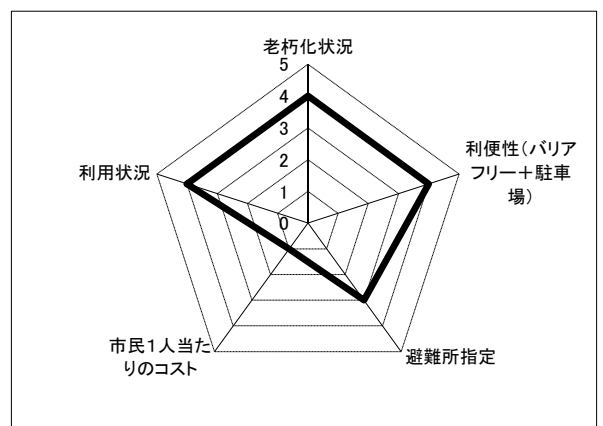 老朽化状況
5
4
3
2
1
0
利便性(バリア
フリー+駐車
場)
避難所指定
市民1人当た
りのコスト
利用状況